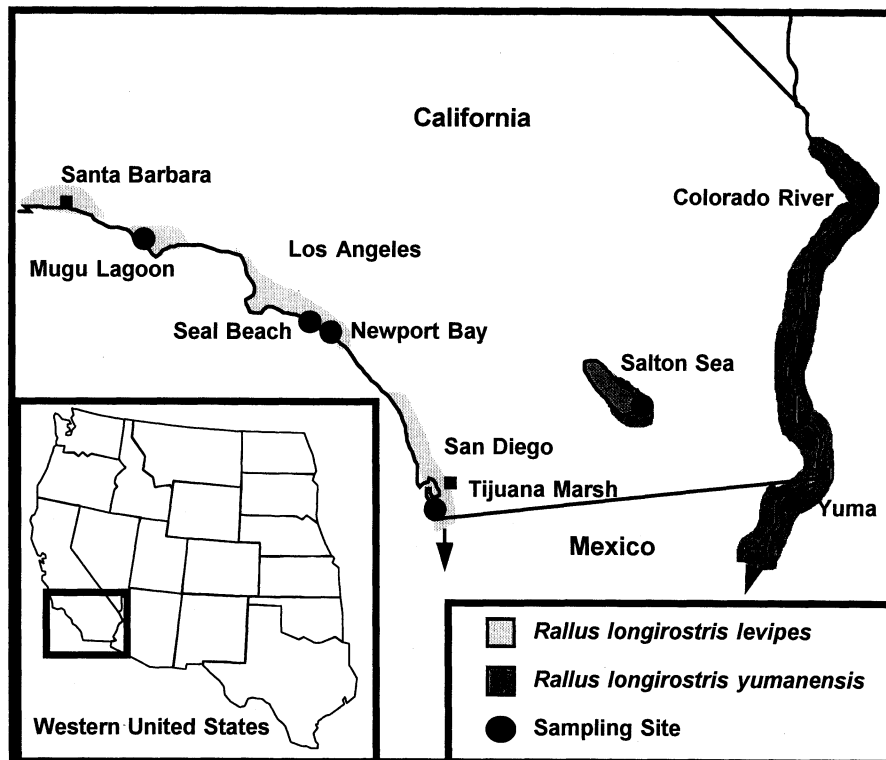 California
Santa Barbara
Colorado River
Los Angeles
Mugu Lagoon
Seal Beach
Newport Bay
Salton Sea
San Diego
Tijuana Marsh
Yuma
Mexico
Rallus longirostris levipes
Rallus longirostris yumanensis
Sampling Site
Western United States